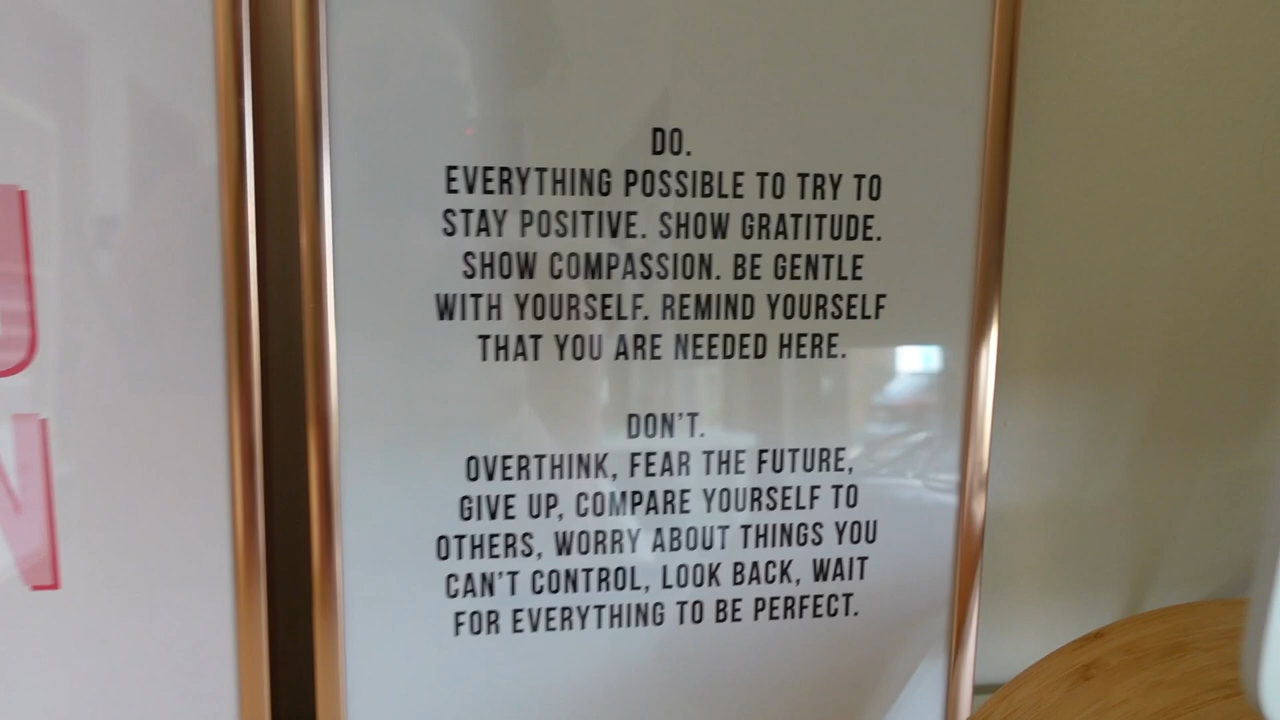 DO.
EVERYTHING POSSIBLE TO TRY TO
STAY POSITIVE. SHOW GRATITUDE.
SHOW COMPASSION. BE GENTLE
WITH YOURSELF. REMIND YOURSELF
THAT YOU ARE NEEDED HERE.
DON'T.
OVERTHINK, FEAR THE FUTURE,
GIVE UP, COMPARE YOURSELF TO
OTHERS, WORRY ABOUT THINGS YOU
CAN'T CONTROL, LOOK BACK, WAIT
FOR EVERYTHING TO BE PERFECT.